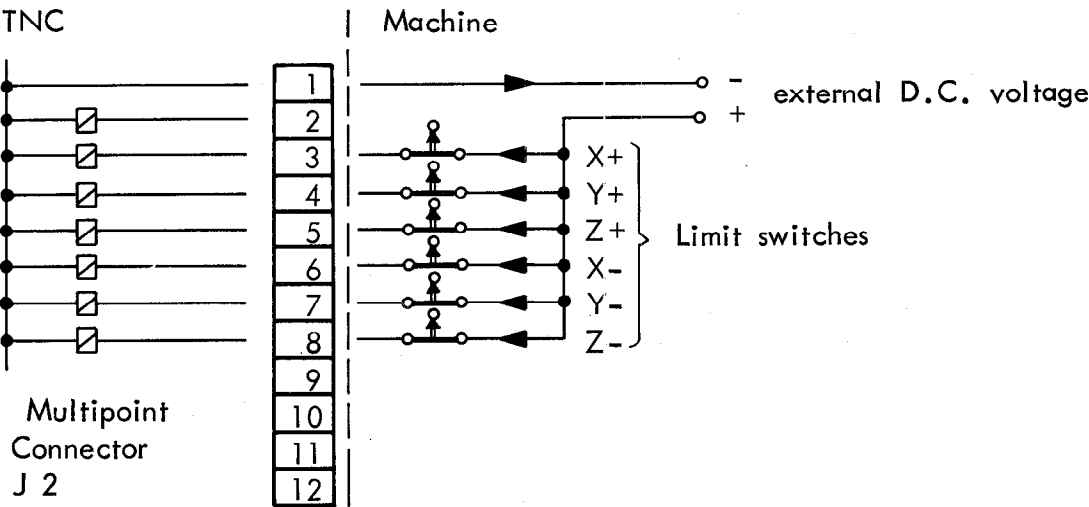 TNC
Machine
1
2
3
4
5
6
7
8
9
10
11
12
-
+
external D.C. voltage
X+
Y+
Z+
X-
Y-
Z-
Limit switches
Multipoint
Connector
J 2